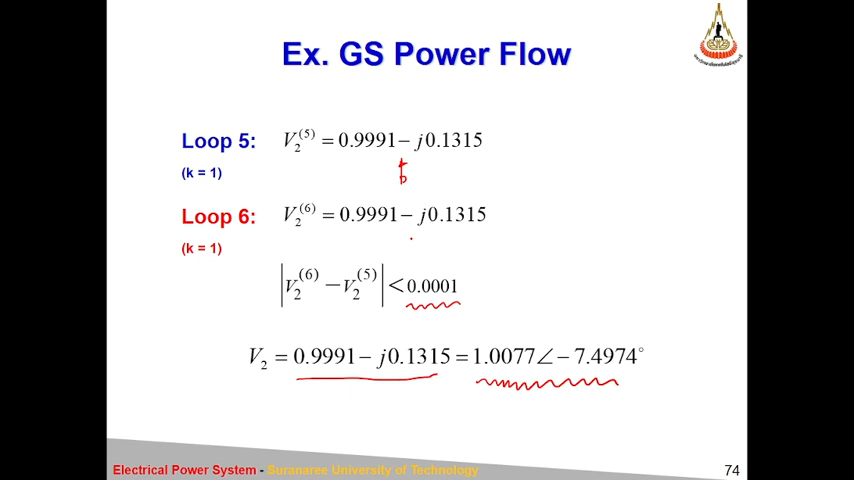 Ex. GS Power Flow
Loop 5: V₂⁽⁵⁾ = 0.9991 − j0.1315
(k = 1)
Loop 6: V₂⁽⁶⁾ = 0.9991 − j0.1315
(k = 1)
|V₂⁽⁶⁾ − V₂⁽⁵⁾| < 0.0001
V₂ = 0.9991 − j0.1315 = 1.0077∠ − 7.4974°
Electrical Power System - Suranaree University of Technology 74